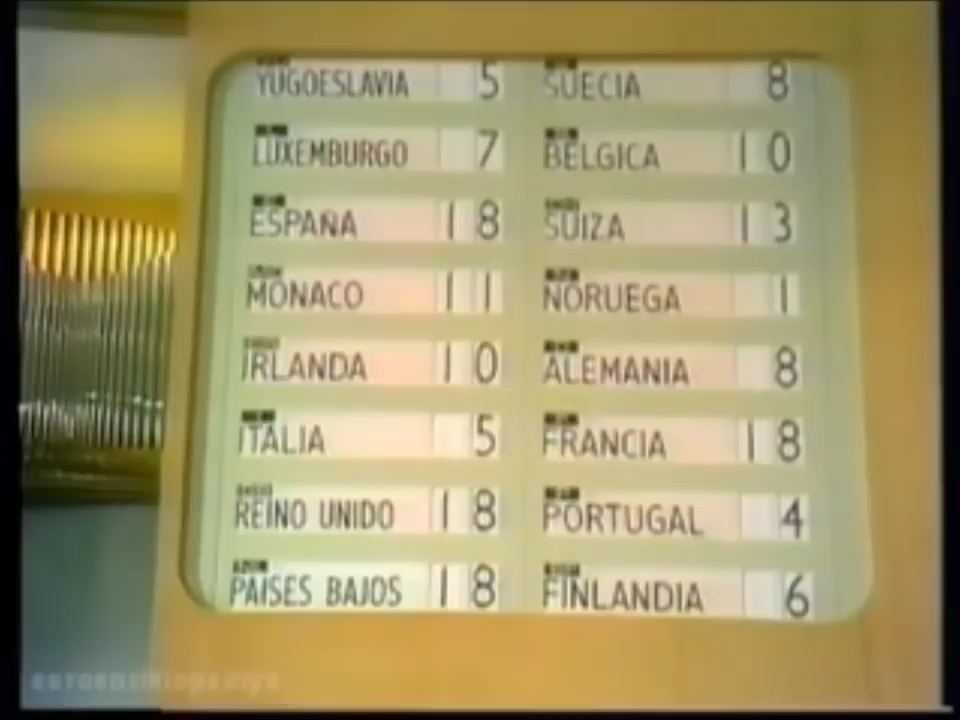 YUGOESLAVIA 5 SUECIA 8
LUXEMBURGO 7 BELGICA 10
ESPAÑA 18 SUIZA 13
MONACO 11 NORUEGA 1
IRLANDA 10 ALEMANIA 8
ITALIA 5 FRANCIA 18
REINO UNIDO 18 PORTUGAL 4
PAISES BAJOS 18 FINLANDIA 6